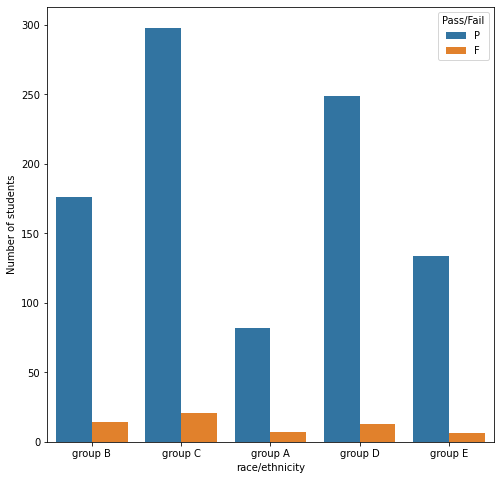 Pass/Fail
P
F
300
250
200
150
100
50
0
Number of students
group B
group C
group A
group D
group E
race/ethnicity